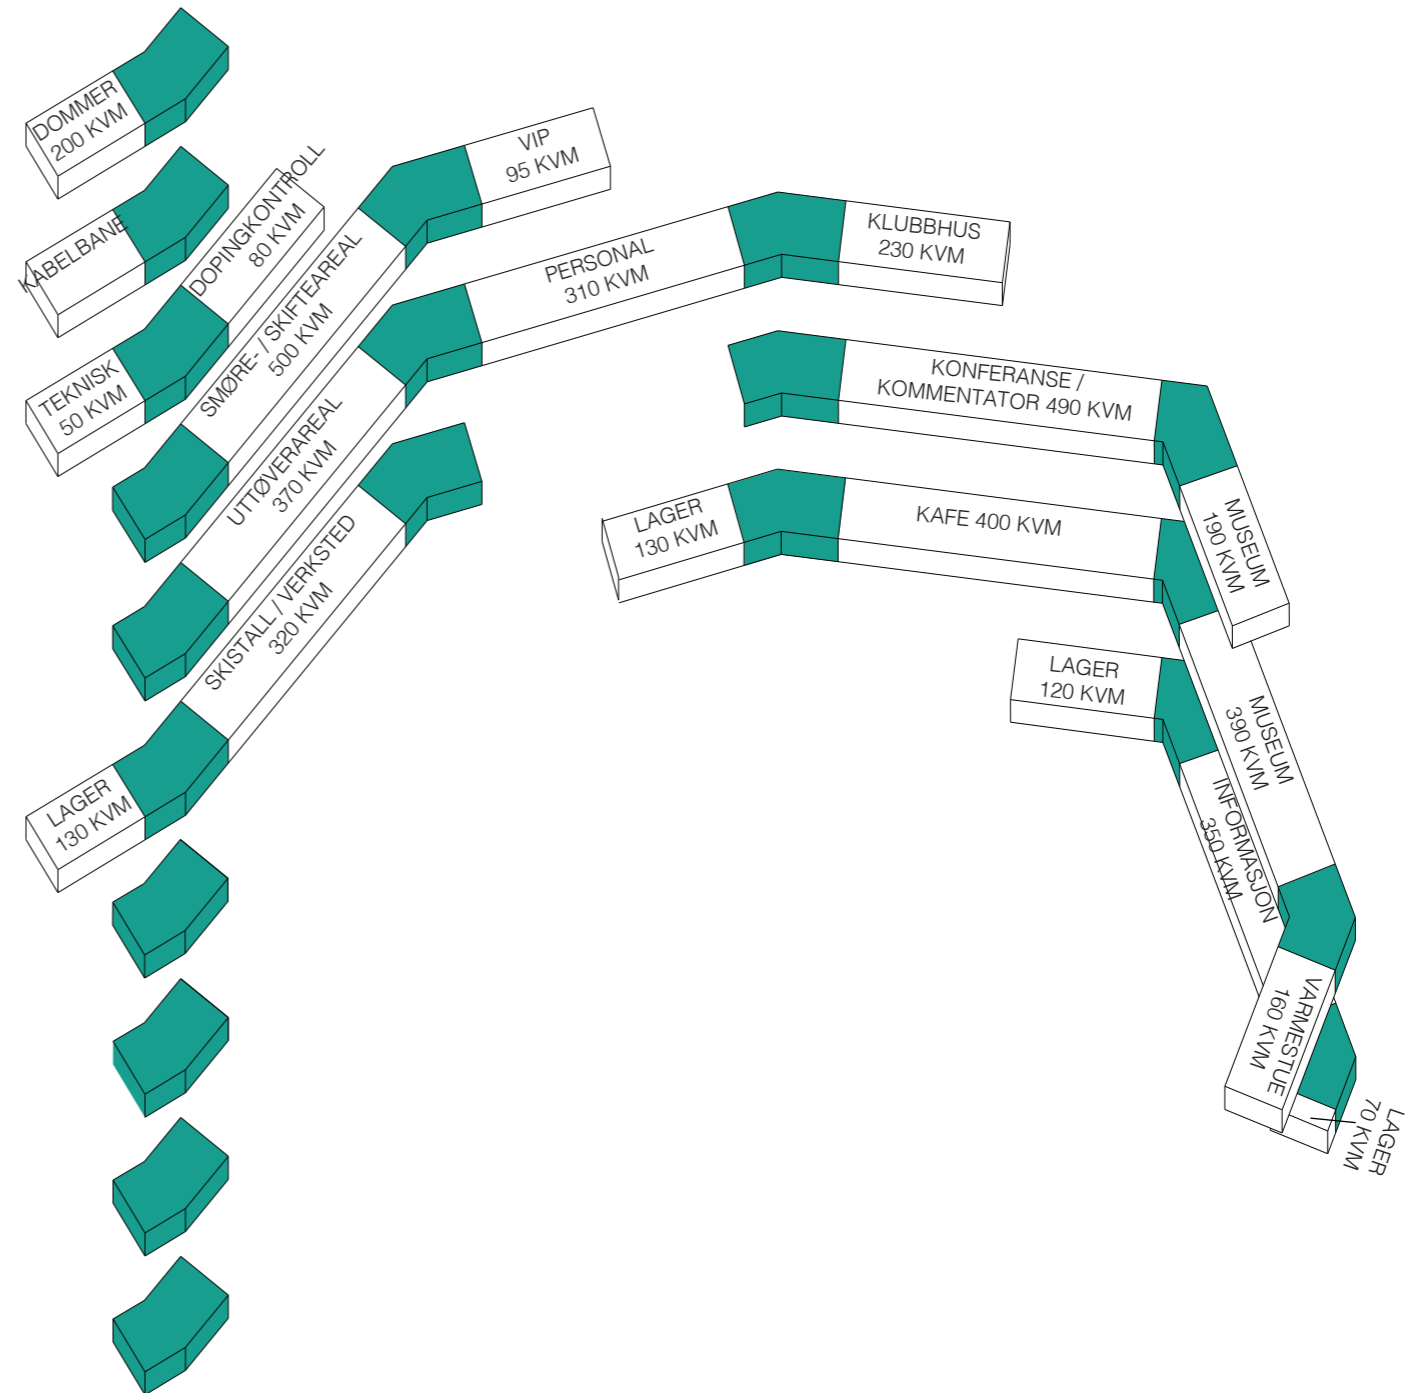 DOMMER
200 KVM
KABELBANE
DOPINGKONTROLL
80 KVM
TEKNISK
50 KVM
SMØRE- / SKIFTEAREAL
500 KVM
VIP
95 KVM
PERSONAL
310 KVM
KLUBBHUS
230 KVM
UTTØVERAREAL
370 KVM
KONFERANSE /
KOMMENTATOR 490 KVM
MUSEUM
190 KVM
SKISTALL / VERKSTED
320 KVM
LAGER
130 KVM
KAFE 400 KVM
LAGER
120 KVM
MUSEUM
390 KVM
LAGER
130 KVM
INFORMASJON
350 KVM
VARMESTUE
160 KVM
LAGER
70 KVM